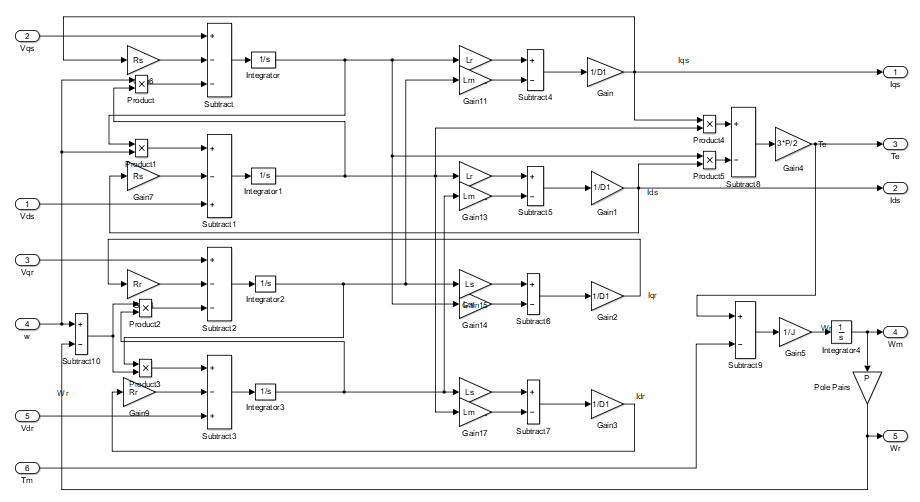 2
Vqs
Rs
Product
+
−
−
Subtract
1/s
Integrator
Lr
Lm
Gain11
+
−
Subtract4
1/D1
Gain
Iqs
1
Iqs
Product1
Rs
Gain7
+
−
+
Subtract1
1/s
Integrator1
1
Vds
Lr
Lm
Gain13
+
−
Subtract5
1/D1
Gain1
Ids
Product4
Product5
+
−
Subtract8
3*P/2
Gain4
Te
3
Te
2
Ids
3
Vqr
Rr
Product2
+
−
−
Subtract2
1/s
Integrator2
Ls
Gain15
Gain14
+
−
Subtract6
1/D1
Gain2
Iqr
4
w
+
−
Subtract10
Wr
Product3
Rr
Gain9
+
−
+
Subtract3
1/s
Integrator3
5
Vdr
Ls
Lm
Gain17
+
−
Subtract7
1/D1
Gain3
Idr
+
−
Subtract9
1/J
Gain5
1
s
Integrator4
4
Wm
P
Pole Pairs
5
Wr
6
Tm